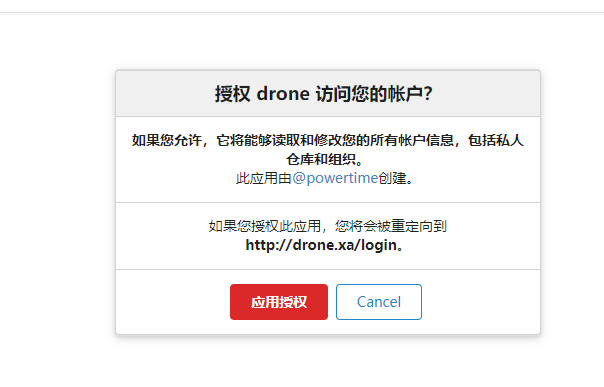 授权 drone 访问您的帐户?
如果您允许，它将能够读取和修改您的所有帐户信息，包括私人
仓库和组织。
此应用由@powertime创建。
如果您授权此应用，您将会被重定向到
http://drone.xa/login。
应用授权
Cancel